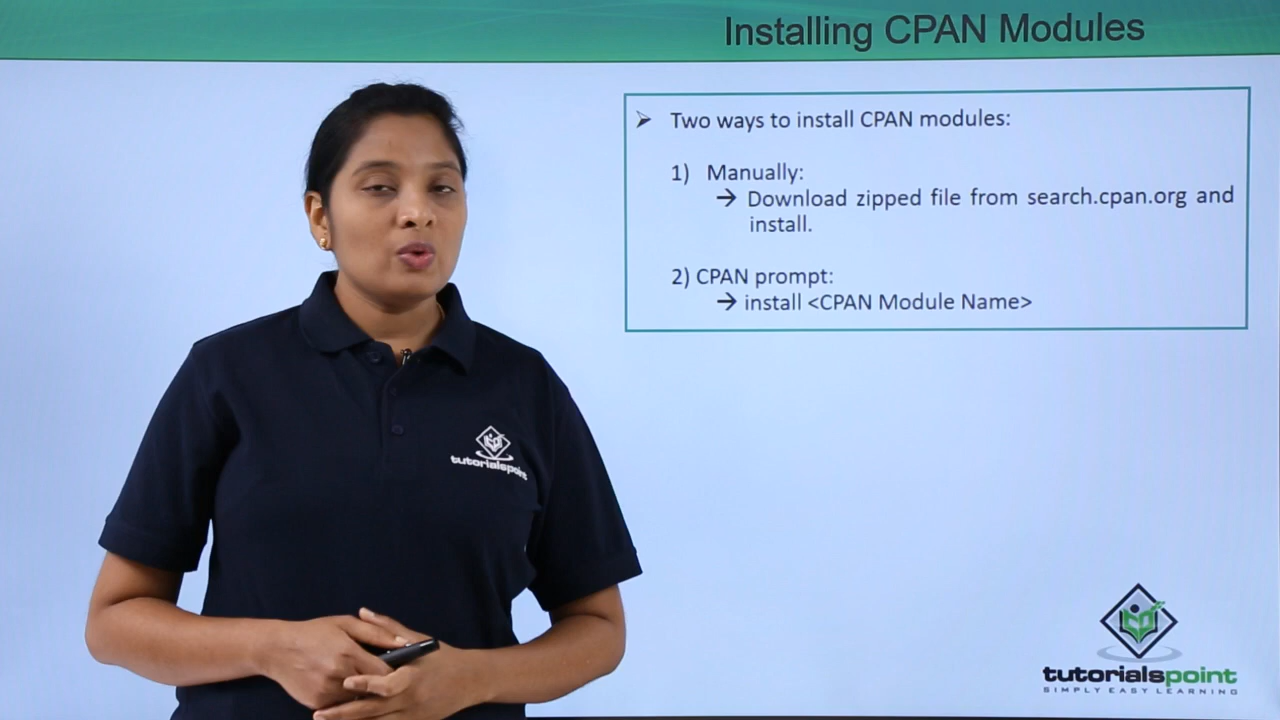 Installing CPAN Modules
➢ Two ways to install CPAN modules:
1) Manually:
→ Download zipped file from search.cpan.org and
install.
2) CPAN prompt:
→ install <CPAN Module Name>
tutorialspoint
tutorialspoint
SIMPLY EASY LEARNING